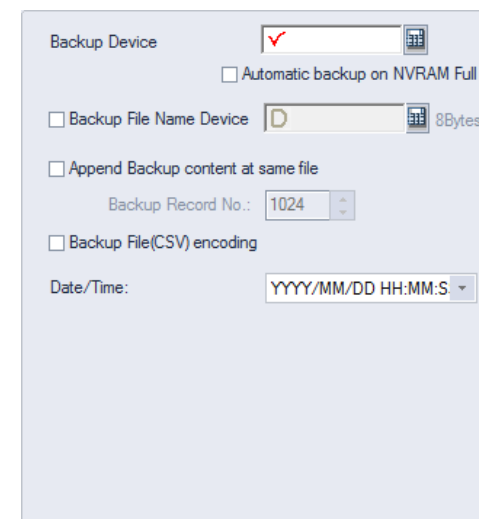 Backup Device
Automatic backup on NVRAM Full
Backup File Name Device D 8Bytes
Append Backup content at same file
Backup Record No.: 1024
Backup File(CSV) encoding
Date/Time: YYYY/MM/DD HH:MM:S